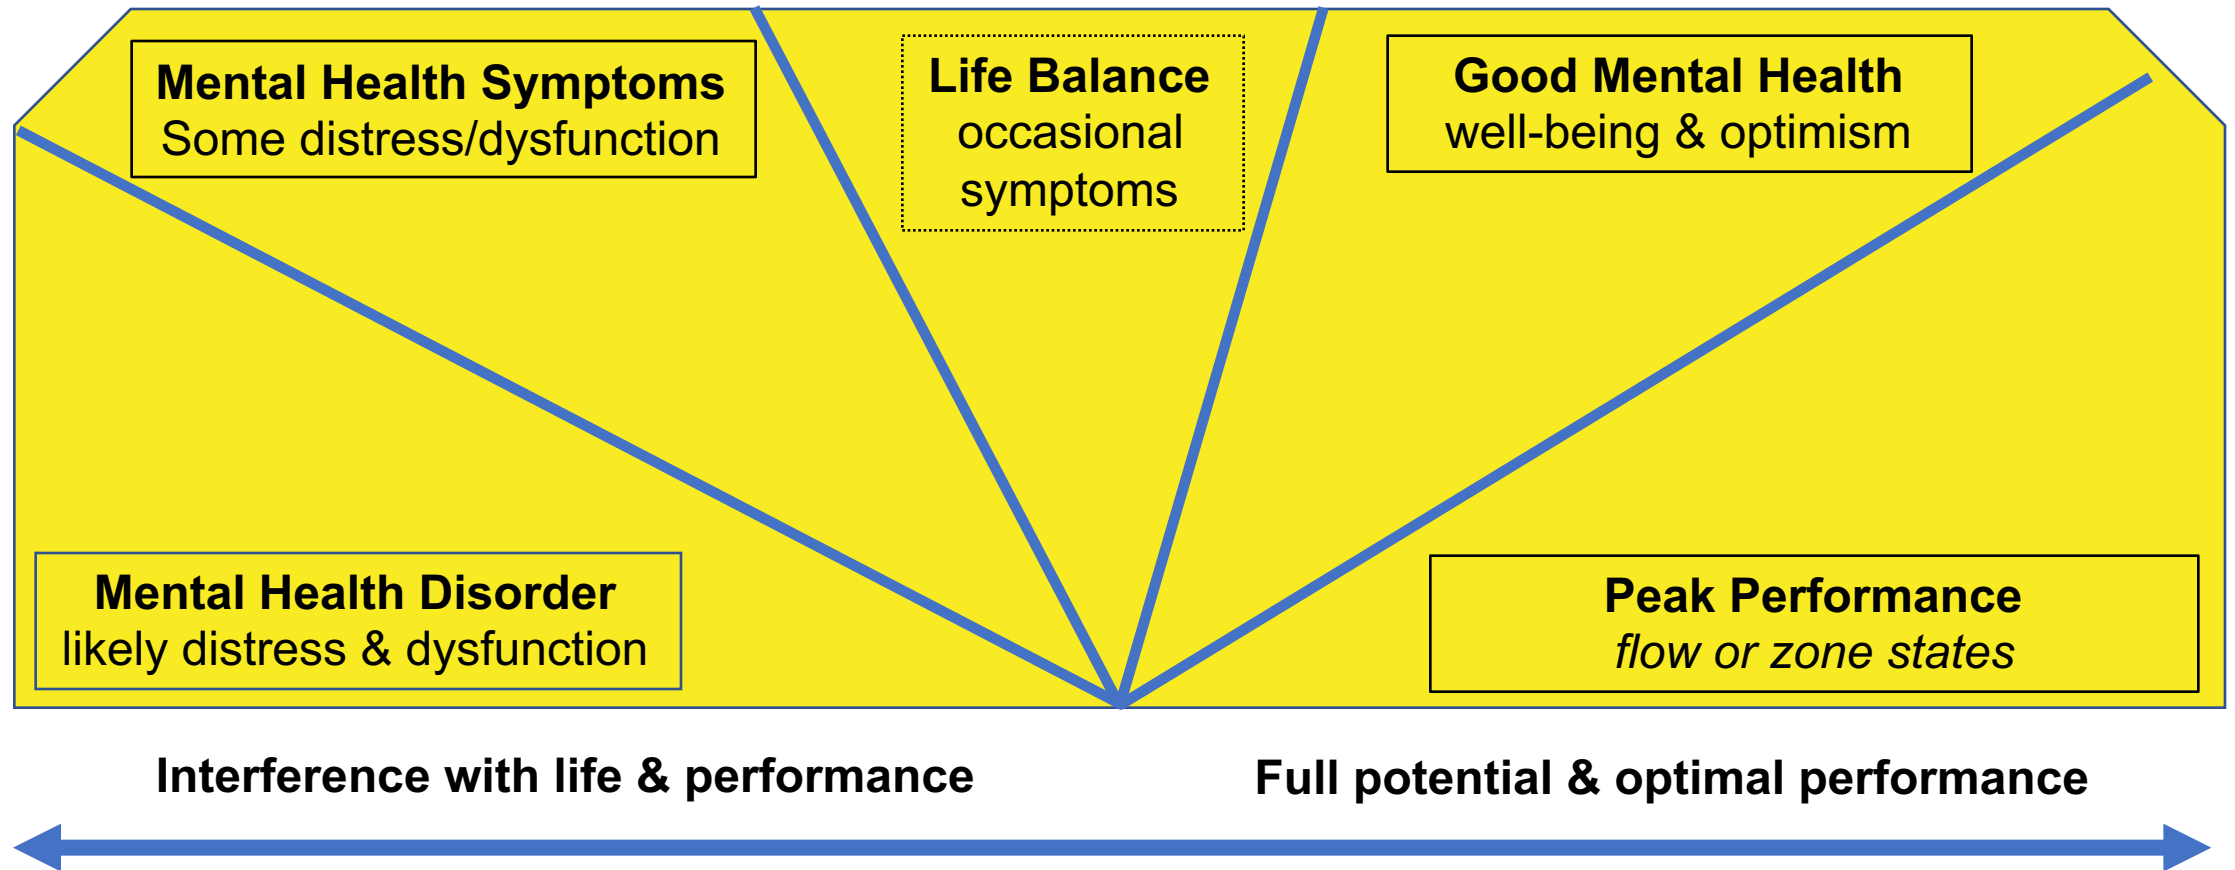 Mental Health Symptoms
Some distress/dysfunction
Life Balance
occasional
symptoms
Good Mental Health
well-being & optimism
Mental Health Disorder
likely distress & dysfunction
Peak Performance
flow or zone states
Interference with life & performance
Full potential & optimal performance